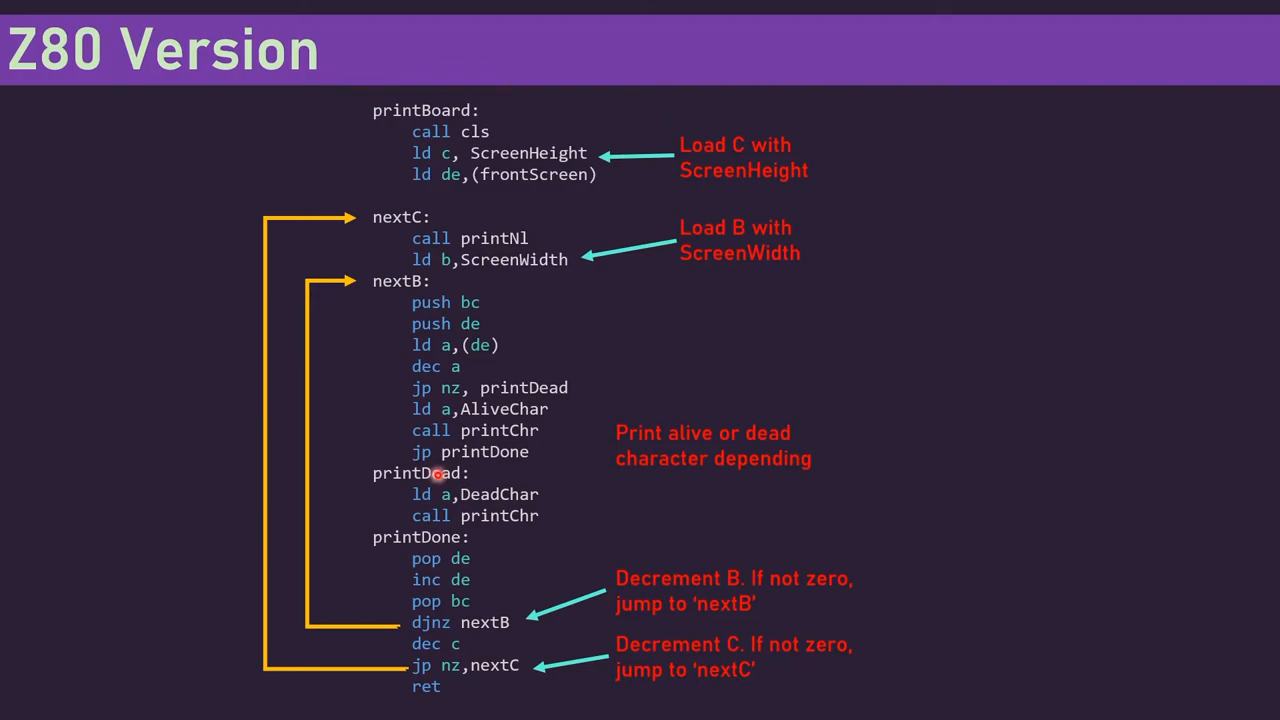 Z80 Version
printBoard:
call cls
ld c, ScreenHeight
ld de,(frontScreen)
Load C with
ScreenHeight
nextC:
call printNl
ld b,ScreenWidth
Load B with
ScreenWidth
nextB:
push bc
push de
ld a,(de)
dec a
jp nz, printDead
ld a,AliveChar
call printChr
jp printDone
Print alive or dead
character depending
printDead:
ld a,DeadChar
call printChr
printDone:
pop de
inc de
pop bc
djnz nextB
Decrement B. If not zero,
jump to ‘nextB’
dec c
jp nz,nextC
ret
Decrement C. If not zero,
jump to ‘nextC’